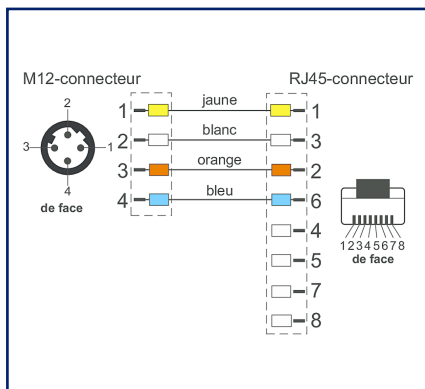 M12-connecteur
RJ45-connecteur
2
3
1
4
de face
1 jaune 1
2 blanc 3
3 orange 2
4 bleu 6
4
5
7
8
12345678
de face